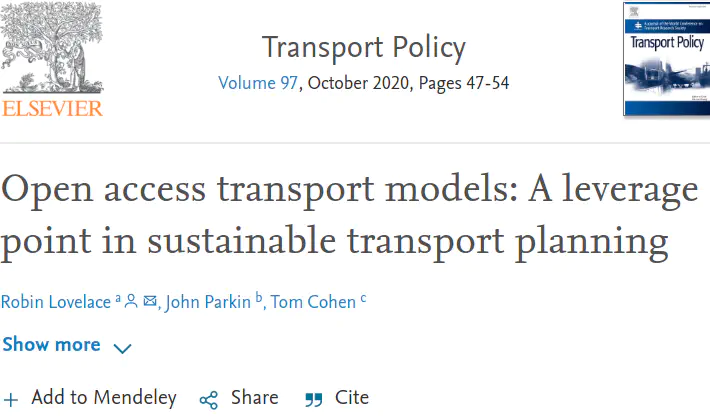 ELSEVIER
Transport Policy
Volume 97, October 2020, Pages 47-54
Transport Policy
Open access transport models: A leverage
point in sustainable transport planning
Robin Lovelace a, John Parkin b, Tom Cohen c
Show more
Add to Mendeley Share Cite